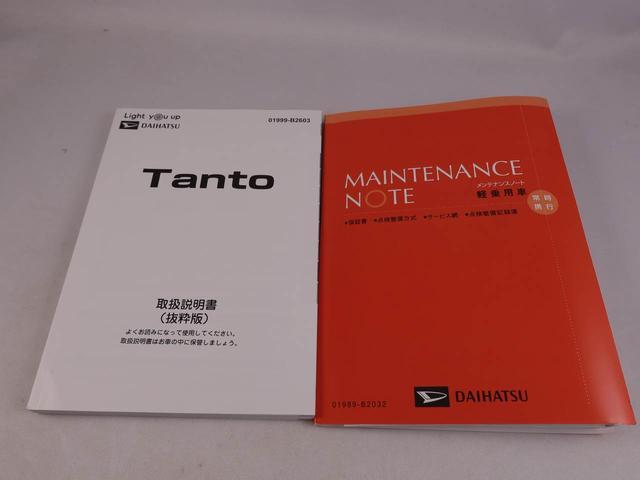 Light you up
DAIHATSU
01999-B2603
Tanto
取扱説明書
（抜粋版）
よくお読みになって使用してください。
取扱説明書はお車の中に保管しましょう。
MAINTENANCE
NOTE
メンテナンスノート
軽乗用車
常時
携行
●保証書 ●点検整備方式 ●サービス網 ●点検整備記録簿
01989-B2032
DAIHATSU